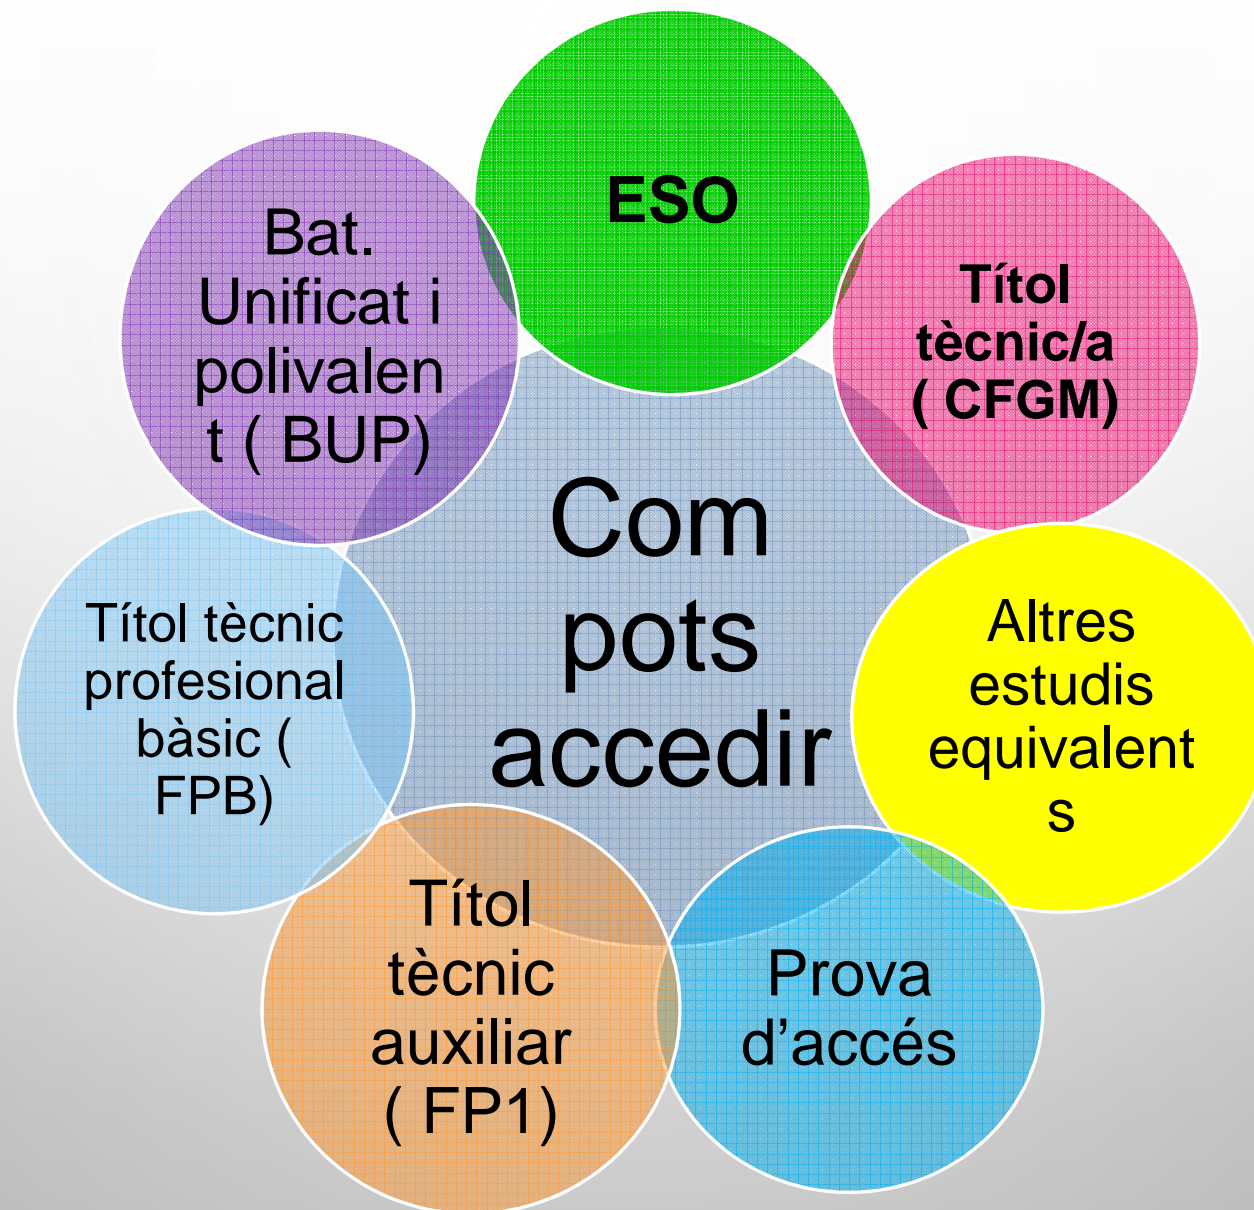 ESO
Títol
tècnic/a
( CFGM)
Altres
estudis
equivalent
s
Prova
d’accés
Títol
tècnic
auxiliar
( FP1)
Títol tècnic
profesional
bàsic (
FPB)
Bat.
Unificat i
polivalen
t ( BUP)
Com
pots
accedir